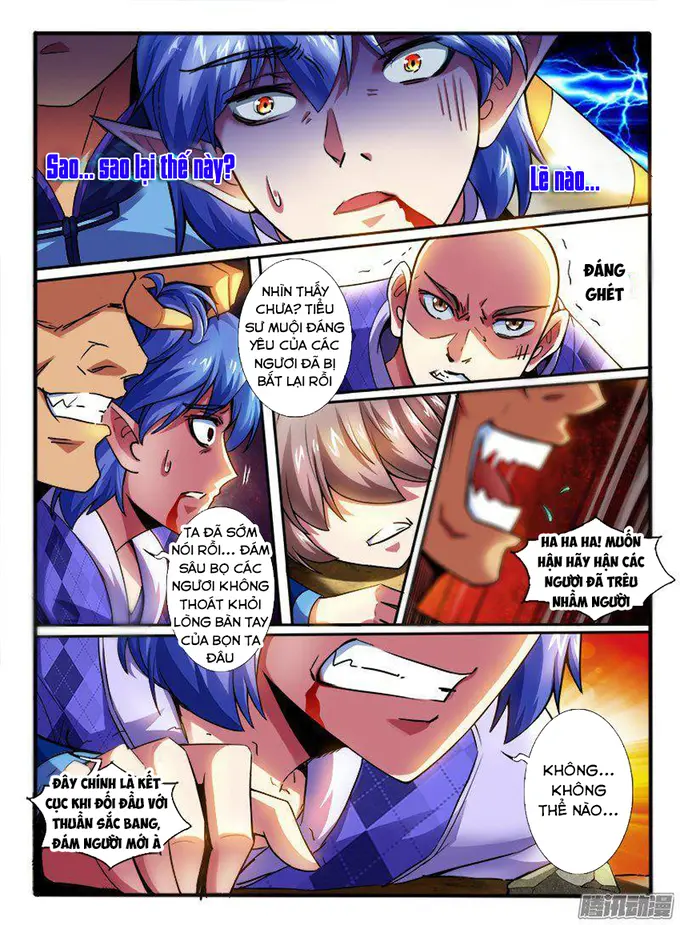 Sao... sao lại thế này?
Lẽ nào...
NHÌN THẤY
CHƯA? TIỂU
SƯ MUỘI ĐÁNG
YÊU CỦA CÁC
NGƯƠI ĐÃ BỊ
BẮT LẠI RỒI
ĐÁNG
GHÉT
TA ĐÃ SỚM
NÓI RỒI... ĐÁM
SÂU BỌ CÁC
NGƯƠI KHÔNG
THOÁT KHỎI
LÒNG BÀN TAY
CỦA BỌN TA
ĐÂU
HA HA HA! MUỐN
HẬN HÃY HẬN CÁC
NGƯƠI ĐÃ TRÊU
NHẦM NGƯỜI
KHÔNG...
KHÔNG
THỂ NÀO...
ĐÂY CHÍNH LÀ KẾT
CỤC KHI ĐỐI ĐẦU VỚI
THUẦN SẮC BANG,
ĐÁM NGƯỜI MỚI À
腾讯动漫